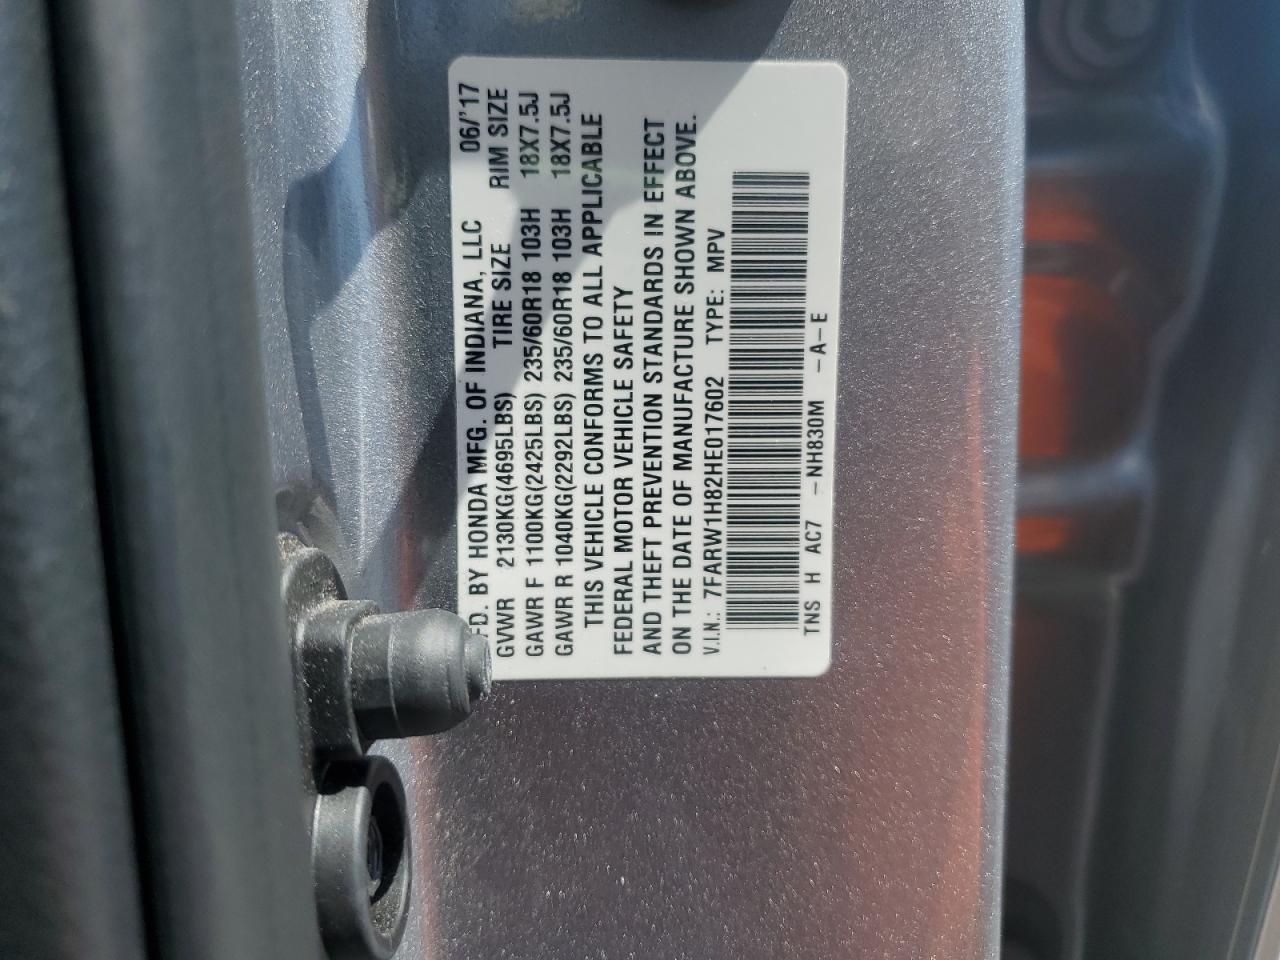 MFD. BY HONDA MFG. OF INDIANA, LLC 06/'17
GVWR 2130KG(4695LBS) TIRE SIZE RIM SIZE
GAWR F 1100KG(2425LBS) 235/60R18 103H 18X7.5J
GAWR R 1040KG(2292LBS) 235/60R18 103H 18X7.5J
THIS VEHICLE CONFORMS TO ALL APPLICABLE
FEDERAL MOTOR VEHICLE SAFETY
AND THEFT PREVENTION STANDARDS IN EFFECT
ON THE DATE OF MANUFACTURE SHOWN ABOVE.
V.I.N.: 7FARW1H82HE017602 TYPE: MPV
TNS H AC7 -NH830M -A-E